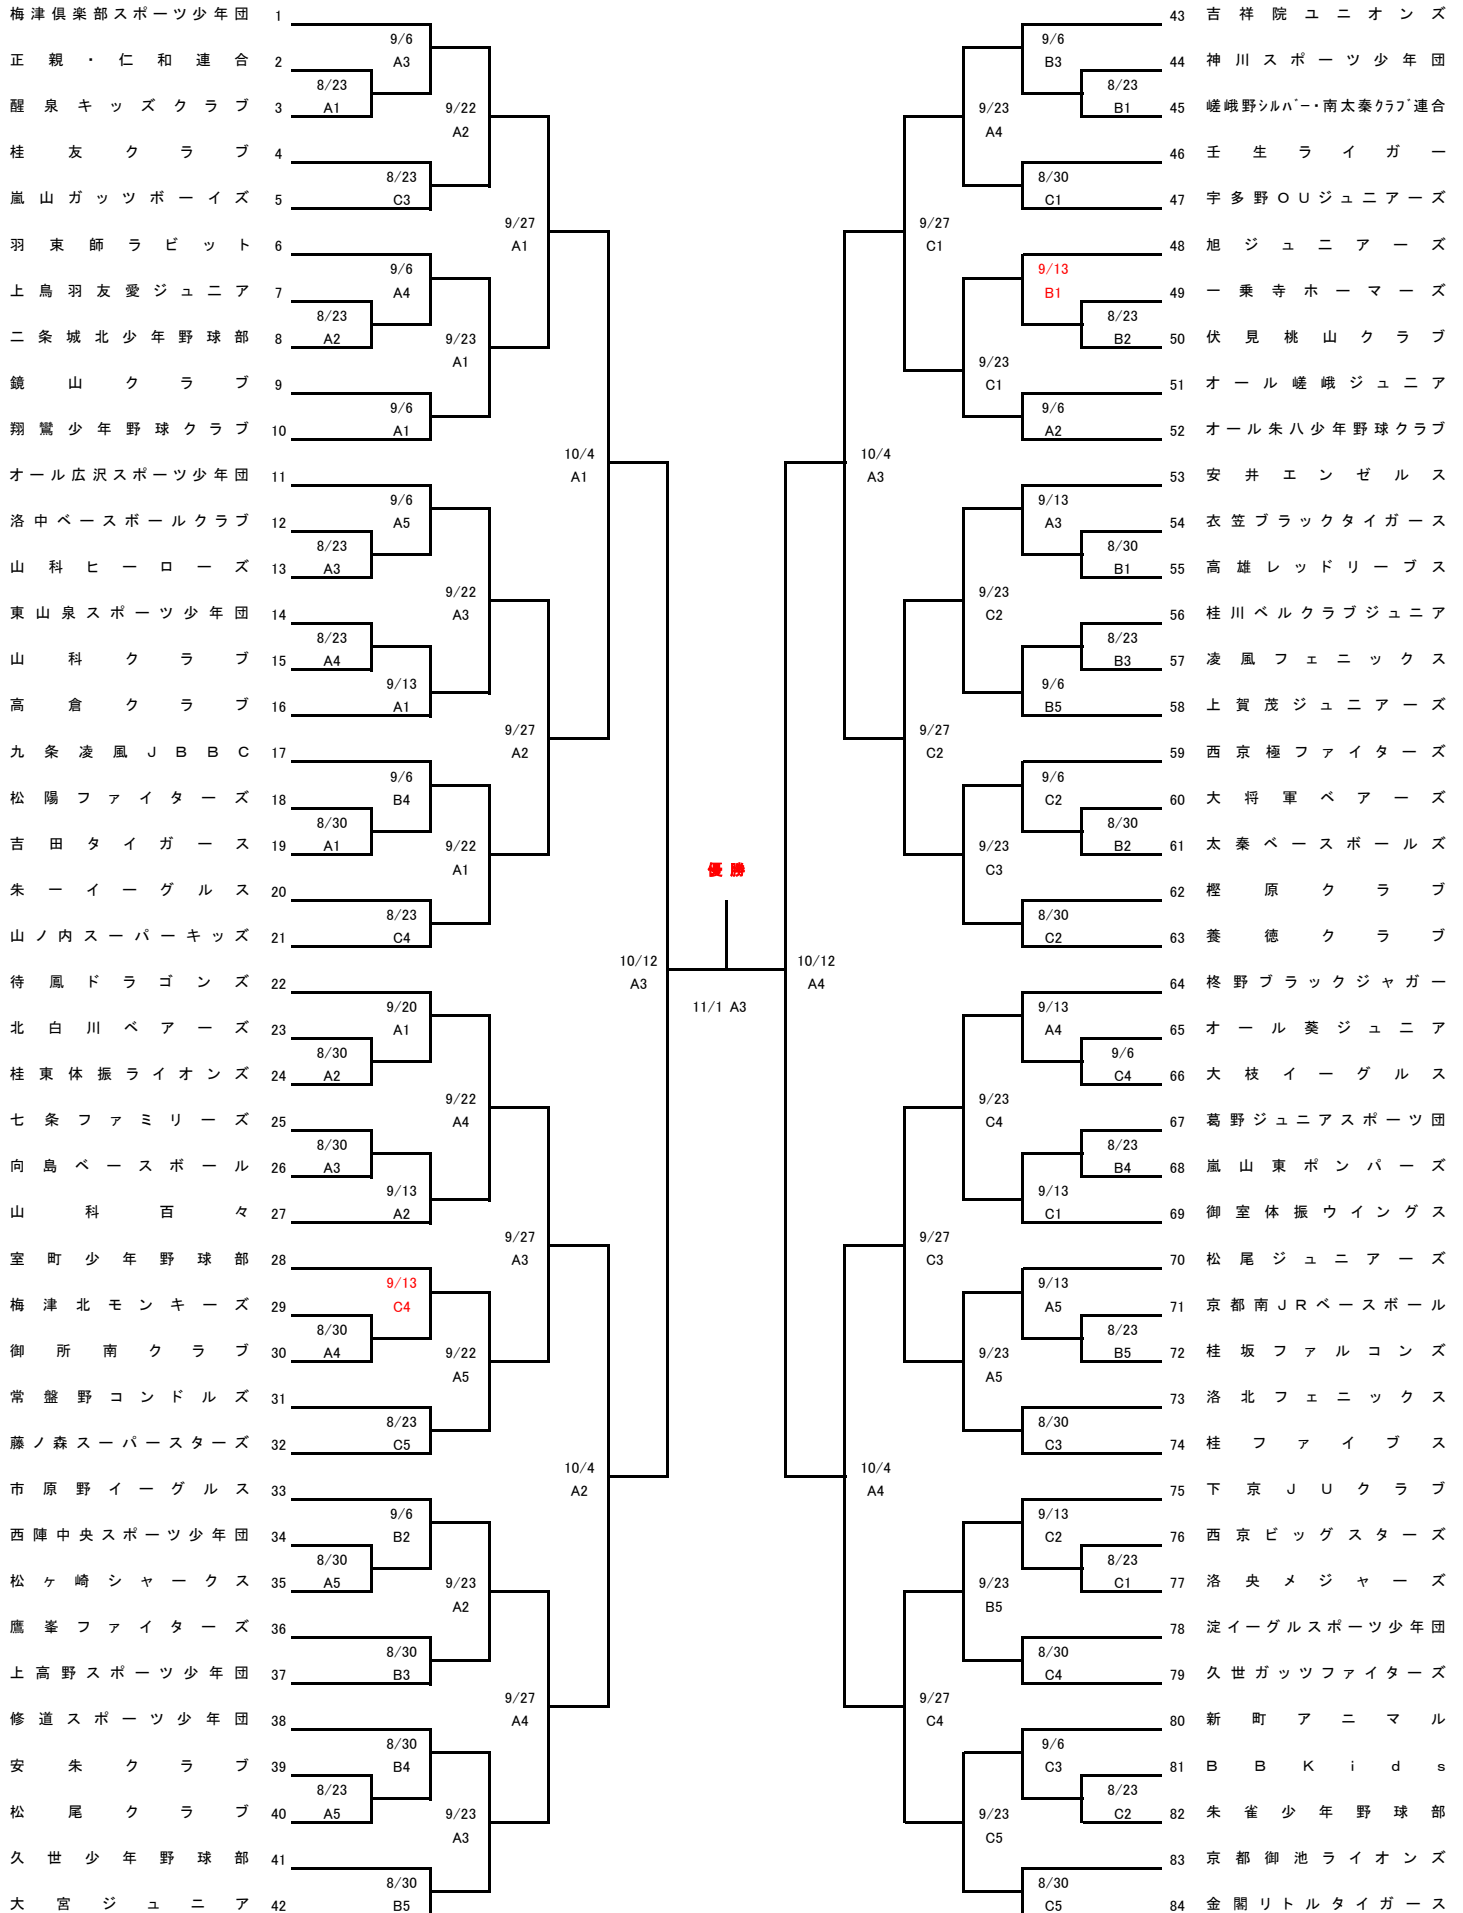 梅津倶楽部スポーツ少年団 1
9/6
A3
正親・仁和連合 2
8/23
A1
醒泉キッズクラブ 3
9/22
A2
桂友クラブ 4
8/23
C3
嵐山ガッツボーイズ 5
9/27
A1
羽束師ラビット 6
9/6
A4
上鳥羽友愛ジュニア 7
8/23
A2
二条城北少年野球部 8
9/23
A1
鏡山クラブ 9
9/6
A1
翔鸞少年野球クラブ 10
10/4
A1
オール広沢スポーツ少年団 11
9/6
A5
洛中ベースボールクラブ 12
8/23
A3
山科ヒーローズ 13
9/22
A3
東山泉スポーツ少年団 14
8/23
A4
山科クラブ 15
9/13
A1
高倉クラブ 16
9/27
A2
九条凌風JBBC 17
9/6
B4
松陽ファイターズ 18
8/30
A1
吉田タイガース 19
9/22
A1
朱一イーグルス 20
8/23
C4
山ノ内スーパーキッズ 21
10/12
A3
待鳳ドラゴンズ 22
9/20
A1
北白川ベアーズ 23
8/30
A2
桂東体振ライオンズ 24
9/22
A4
七条ファミリーズ 25
8/30
A3
向島ベースボール 26
9/13
A2
山科百々 27
9/27
A3
室町少年野球部 28
9/13
C4
梅津北モンキーズ 29
8/30
A4
御所南クラブ 30
9/22
A5
常盤野コンドルズ 31
8/23
C5
藤ノ森スーパースターズ 32
10/4
A2
市原野イーグルス 33
9/6
B2
西陣中央スポーツ少年団 34
8/30
A5
松ヶ崎シャークス 35
9/23
A2
鷹峯ファイターズ 36
8/30
B3
上高野スポーツ少年団 37
9/27
A4
修道スポーツ少年団 38
8/30
B4
安朱クラブ 39
8/23
A5
松尾クラブ 40
9/23
A3
久世少年野球部 41
8/30
B5
大宮ジュニア 42
優勝
11/1 A3
43 吉祥院ユニオンズ
9/6
B3
44 神川スポーツ少年団
8/23
B1
45 嵯峨野シルバー・南太秦クラブ連合
9/23
A4
46 壬生ライガー
8/30
C1
47 宇多野OUジュニアーズ
9/27
C1
48 旭ジュニアーズ
9/13
B1
49 一乗寺ホーマーズ
8/23
B2
50 伏見桃山クラブ
9/23
C1
51 オール嵯峨ジュニア
9/6
A2
52 オール朱八少年野球クラブ
10/4
A3
53 安井エンゼルス
9/13
A3
54 衣笠ブラックタイガース
8/30
B1
55 高雄レッドリーブス
9/23
C2
56 桂川ベルクラブジュニア
8/23
B3
57 凌風フェニックス
9/6
B5
58 上賀茂ジュニアーズ
9/27
C2
59 西京極ファイターズ
9/6
C2
60 大将軍ベアーズ
8/30
B2
61 太秦ベースボールズ
9/23
C3
62 樫原クラブ
8/30
C2
63 養徳クラブ
10/12
A4
64 柊野ブラックジャガー
9/13
A4
65 オール葵ジュニア
9/6
C4
66 大枝イーグルス
9/23
C4
67 葛野ジュニアスポーツ団
8/23
B4
68 嵐山東ポンパーズ
9/13
C1
69 御室体振ウイングス
9/27
C3
70 松尾ジュニアーズ
9/13
A5
71 京都南JRベースボール
8/23
B5
72 桂坂ファルコンズ
9/23
A5
73 洛北フェニックス
8/30
C3
74 桂ファイブス
10/4
A4
75 下京JUクラブ
9/13
C2
76 西京ビッグスターズ
8/23
C1
77 洛央メジャーズ
9/23
B5
78 淀イーグルスポーツ少年団
8/30
C4
79 久世ガッツファイターズ
9/27
C4
80 新町アニマル
9/6
C3
81 BBKids
8/23
C2
82 朱雀少年野球部
9/23
C5
83 京都御池ライオンズ
8/30
C5
84 金閣リトルタイガース